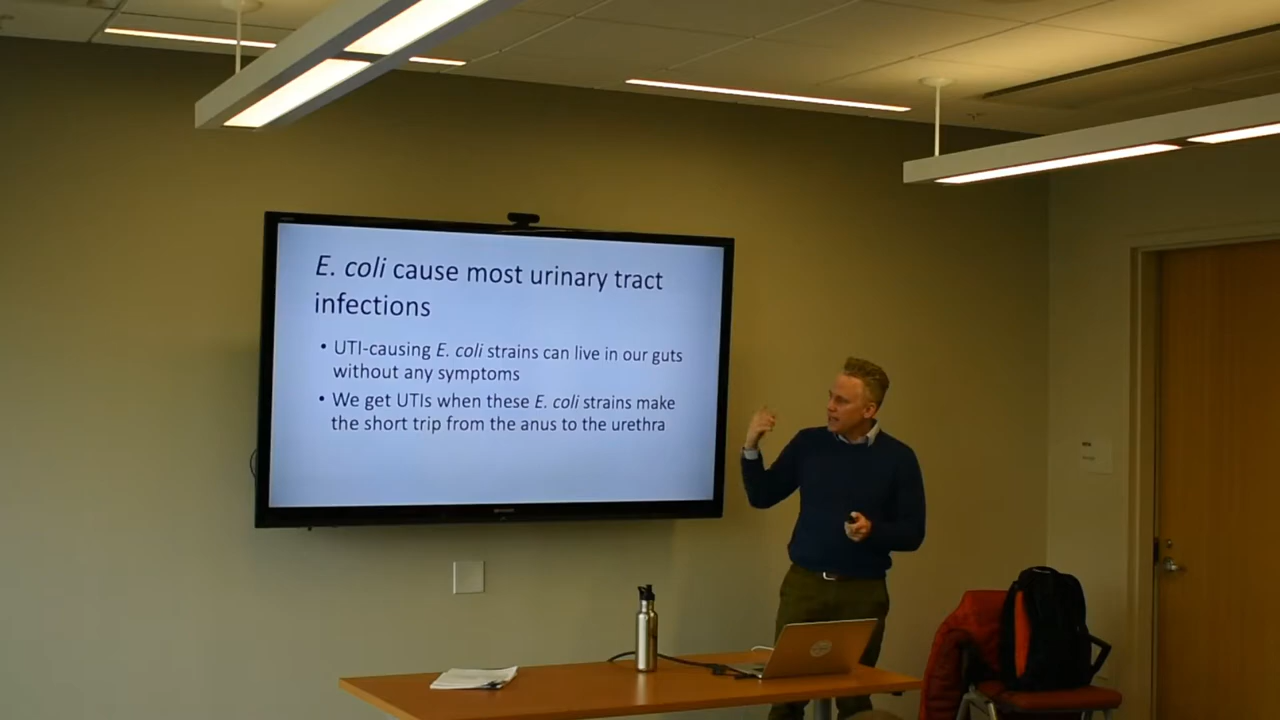 E. coli cause most urinary tract
infections
• UTI-causing E. coli strains can live in our guts
without any symptoms
• We get UTIs when these E. coli strains make
the short trip from the anus to the urethra